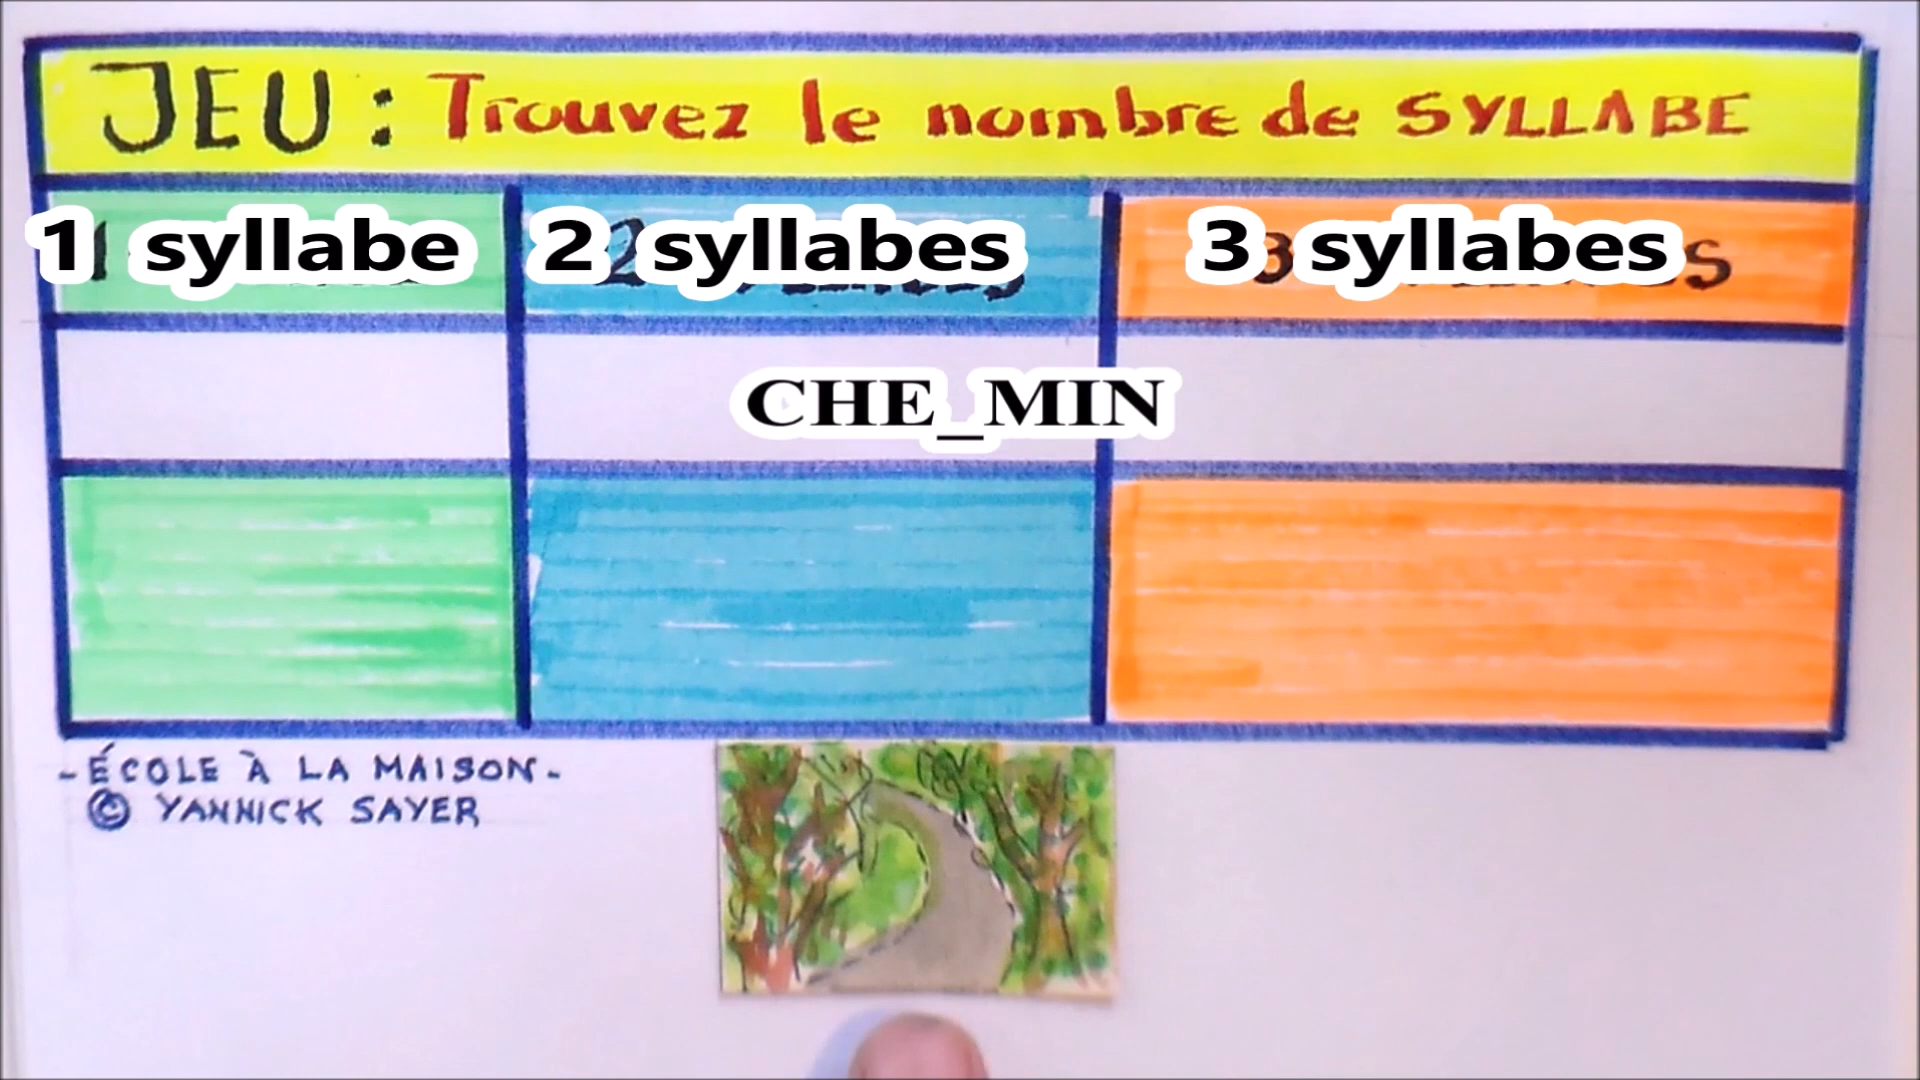 JEU : Trouvez le nombre de SYLLABE
1 syllabe 2 syllabes 3 syllabes
CHE_MIN
- ÉCOLE À LA MAISON -
© YANNICK SAYER